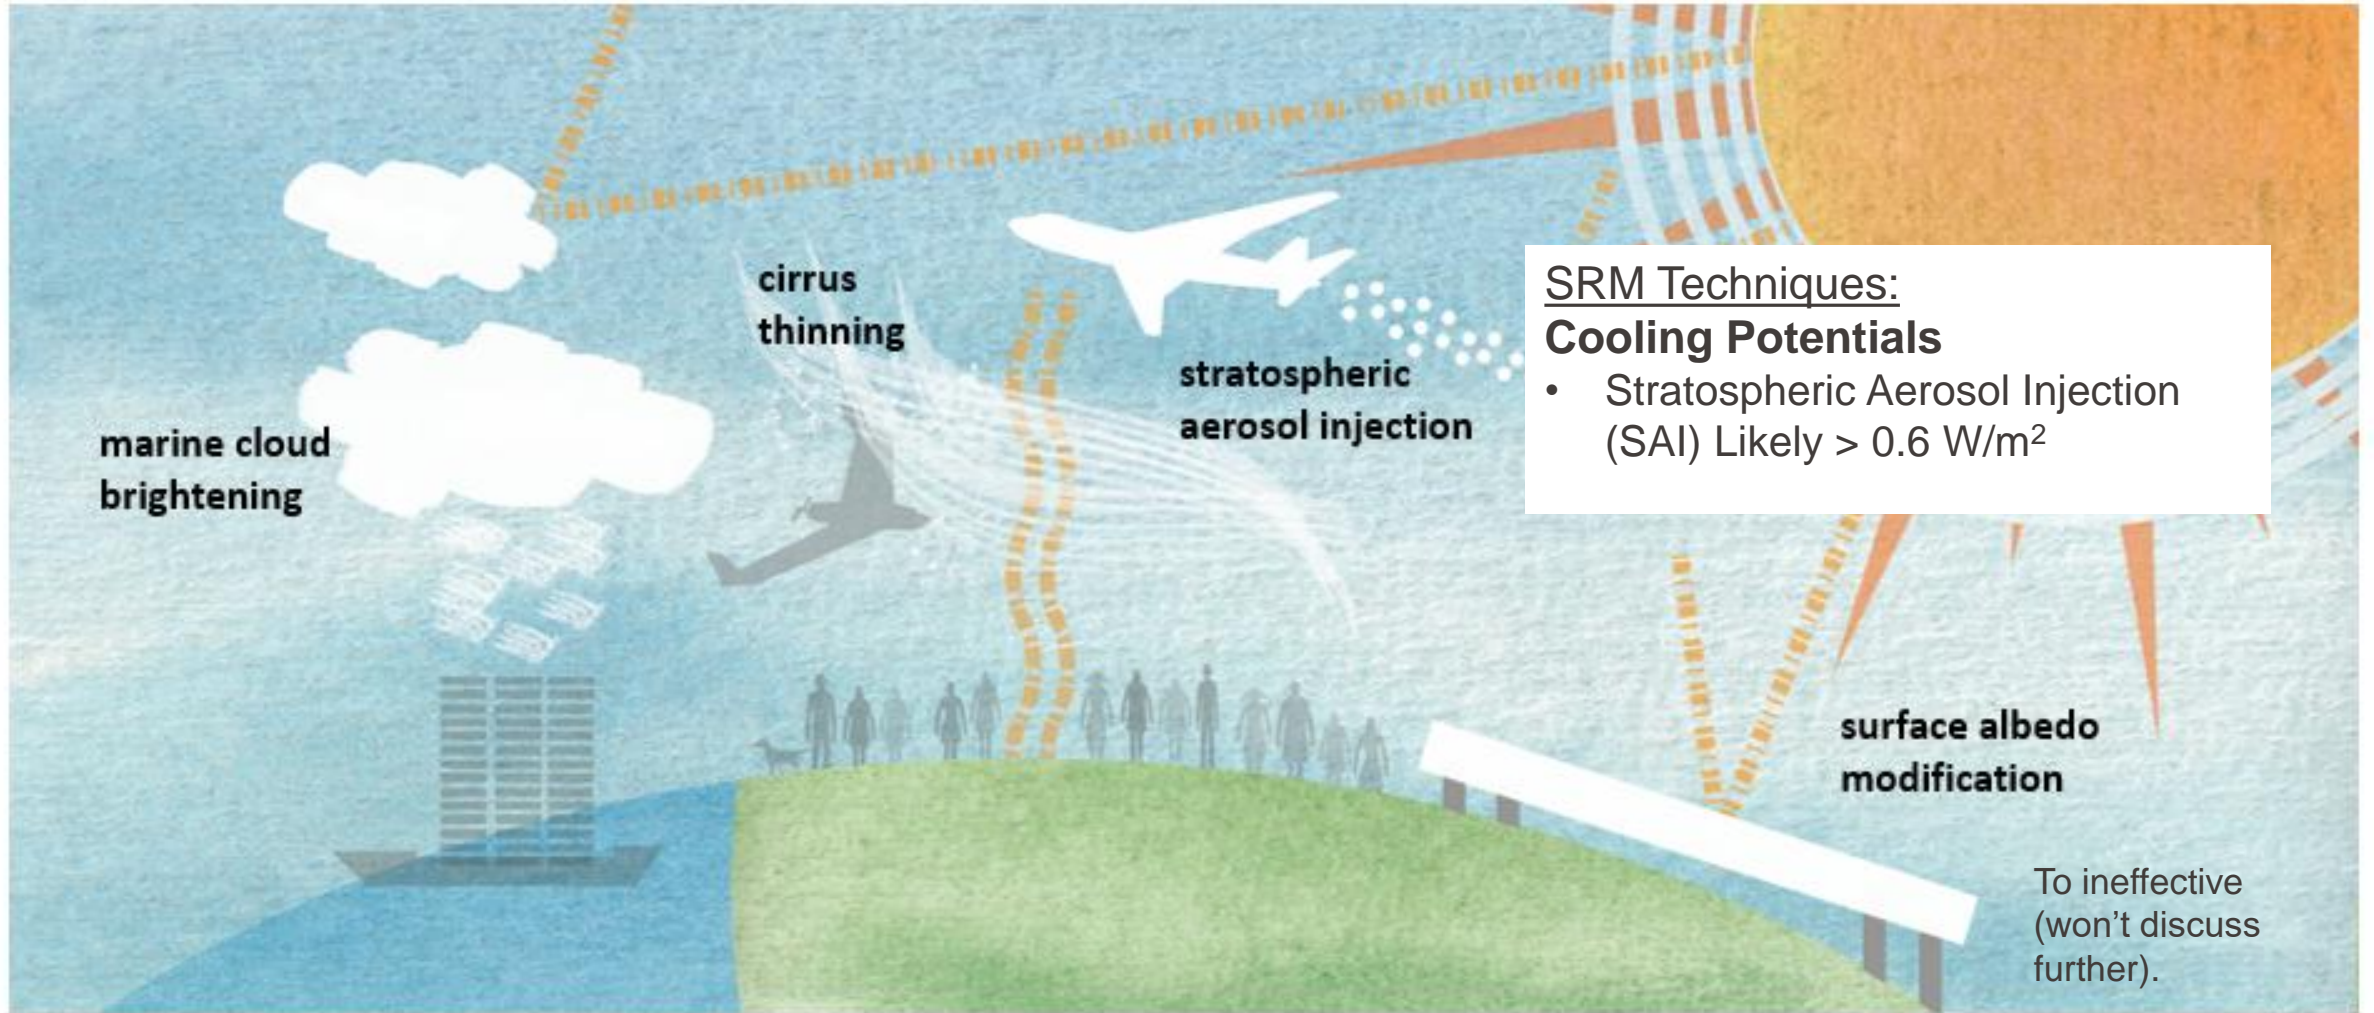 cirrus
thinning
stratospheric
aerosol injection
marine cloud
brightening
SRM Techniques:
Cooling Potentials
• Stratospheric Aerosol Injection
(SAI) Likely > 0.6 W/m²
surface albedo
modification
To ineffective
(won’t discuss
further).